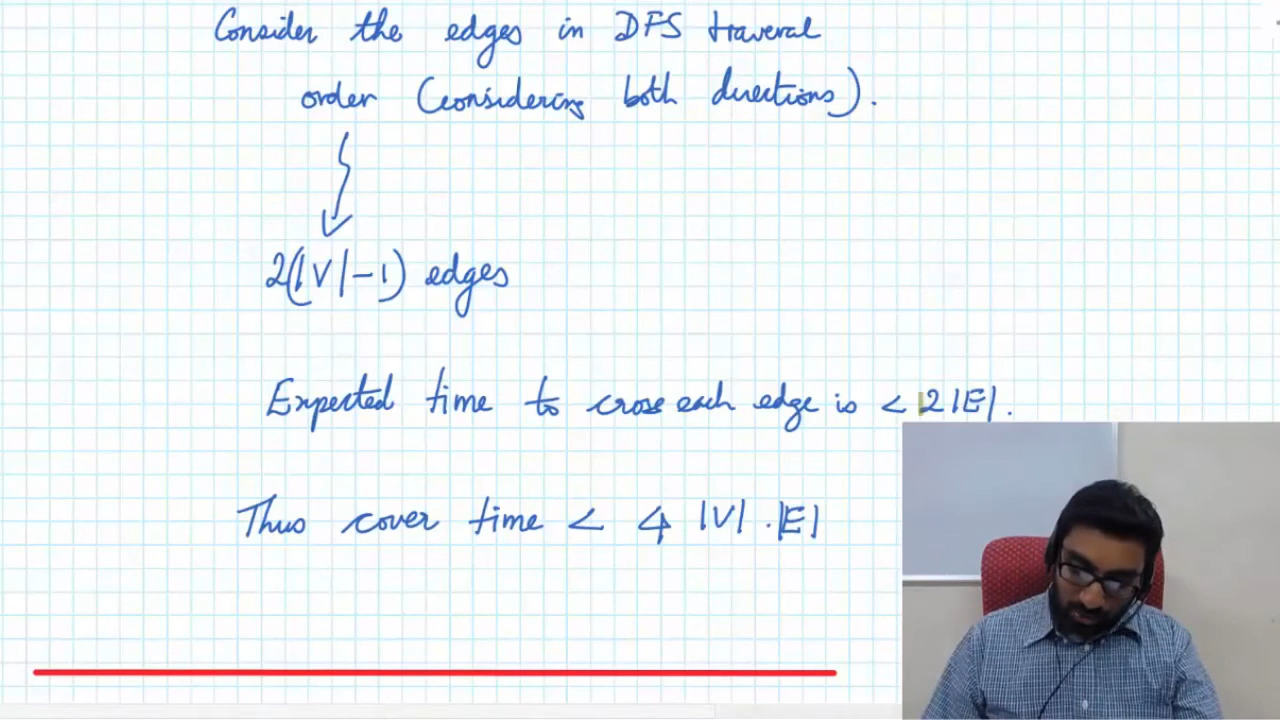 Consider the edges in DFS traveral
order (considering both directions).
2(|V|-1) edges
Expected time to cross each edge is < 2|E|.
Thus cover time < 4 |V| . |E|